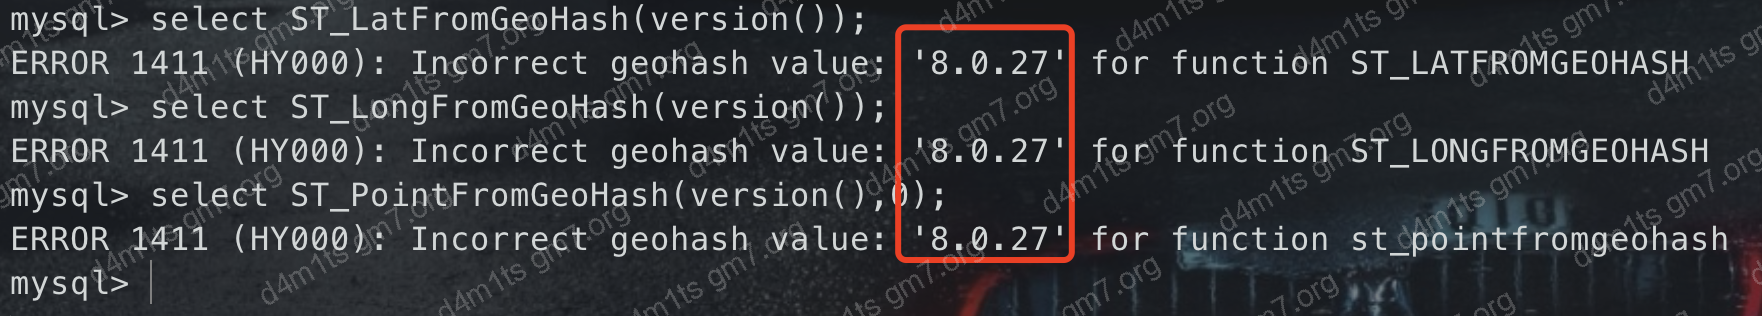 mysql> select ST_LatFromGeoHash(version());
ERROR 1411 (HY000): Incorrect geohash value: '8.0.27' for function ST_LATFROMGEOHASH
mysql> select ST_LongFromGeoHash(version());
ERROR 1411 (HY000): Incorrect geohash value: '8.0.27' for function ST_LONGFROMGEOHASH
mysql> select ST_PointFromGeoHash(version(),0);
ERROR 1411 (HY000): Incorrect geohash value: '8.0.27' for function st_pointfromgeohash
mysql>
d4m1ts gm7.org